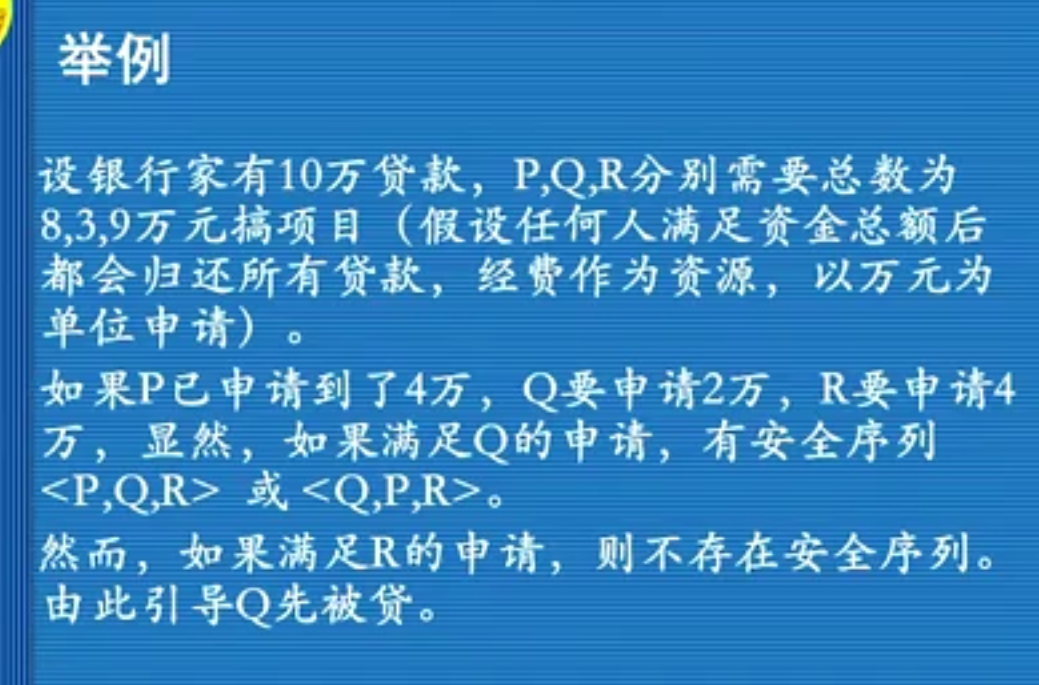 举例
设银行家有10万贷款，P,Q,R分别需要总数为
8,3,9万元搞项目（假设任何人满足资金总额后
都会归还所有贷款，经费作为资源，以万元为
单位申请）。
如果P已申请到了4万，Q要申请2万，R要申请4
万，显然，如果满足Q的申请，有安全序列
<P,Q,R> 或 <Q,P,R>。
然而，如果满足R的申请，则不存在安全序列。
由此引导Q先被贷。